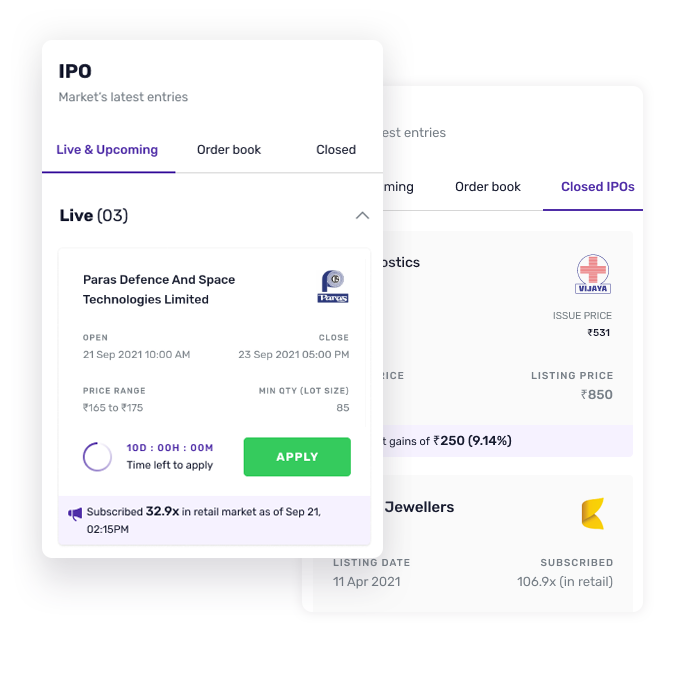 IPO
Market's latest entries
Live & Upcoming Order book Closed
Live (03)
Paras Defence And Space
Technologies Limited
Paras
OPEN CLOSE
21 Sep 2021 10:00 AM 23 Sep 2021 05:00 PM
PRICE RANGE MIN QTY (LOT SIZE)
₹165 to ₹175 85
10D : 00H : 00M
Time left to apply
APPLY
Subscribed 32.9x in retail market as of Sep 21,
02:15PM
entries
Order book Closed IPOs
VIJAYA
ISSUE PRICE
₹531
LISTING PRICE
₹850
gains of ₹250 (9.14%)
Jewellers
LISTING DATE SUBSCRIBED
11 Apr 2021 106.9x (in retail)